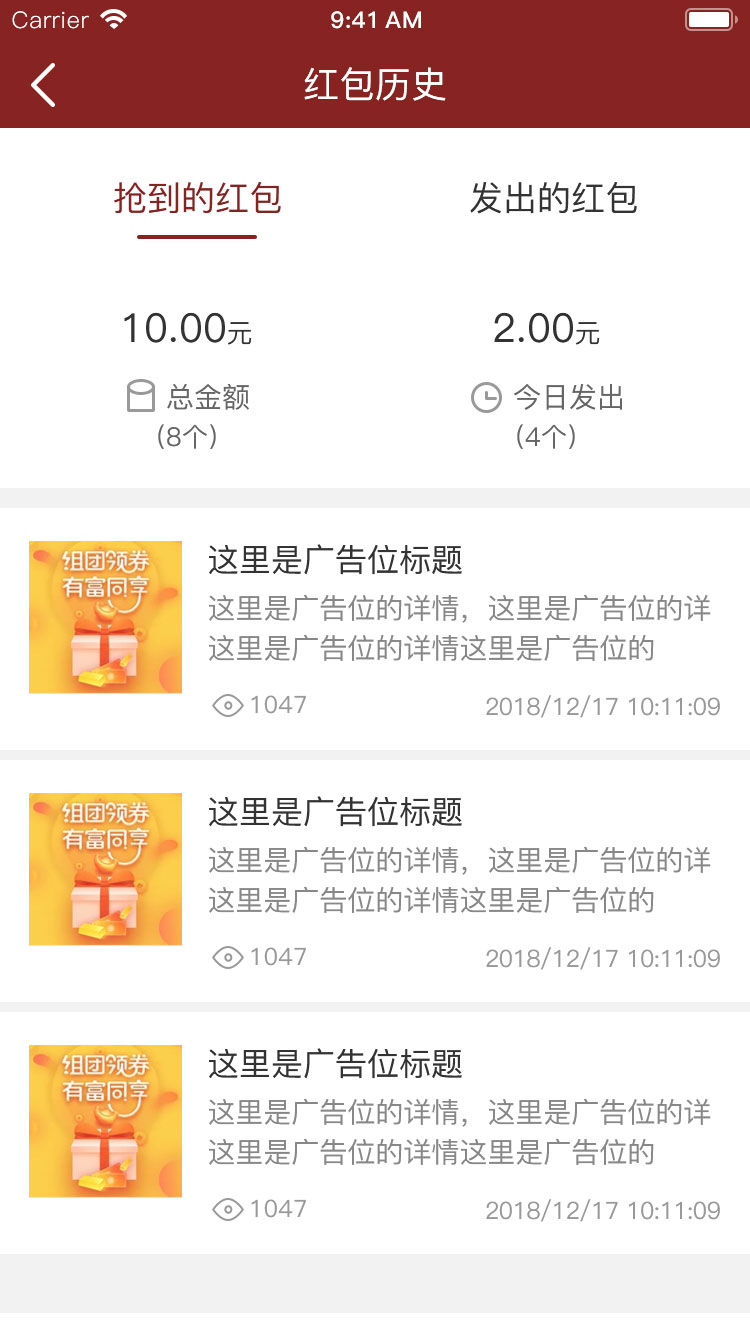 Carrier
9:41 AM
红包历史
抢到的红包
发出的红包
10.00元
2.00元
总金额
今日发出
(8个)
(4个)
组团领券
有富同享
这里是广告位标题
这里是广告位的详情，这里是广告位的详
这里是广告位的详情这里是广告位的
1047
2018/12/17 10:11:09
组团领券
有富同享
这里是广告位标题
这里是广告位的详情，这里是广告位的详
这里是广告位的详情这里是广告位的
1047
2018/12/17 10:11:09
组团领券
有富同享
这里是广告位标题
这里是广告位的详情，这里是广告位的详
这里是广告位的详情这里是广告位的
1047
2018/12/17 10:11:09